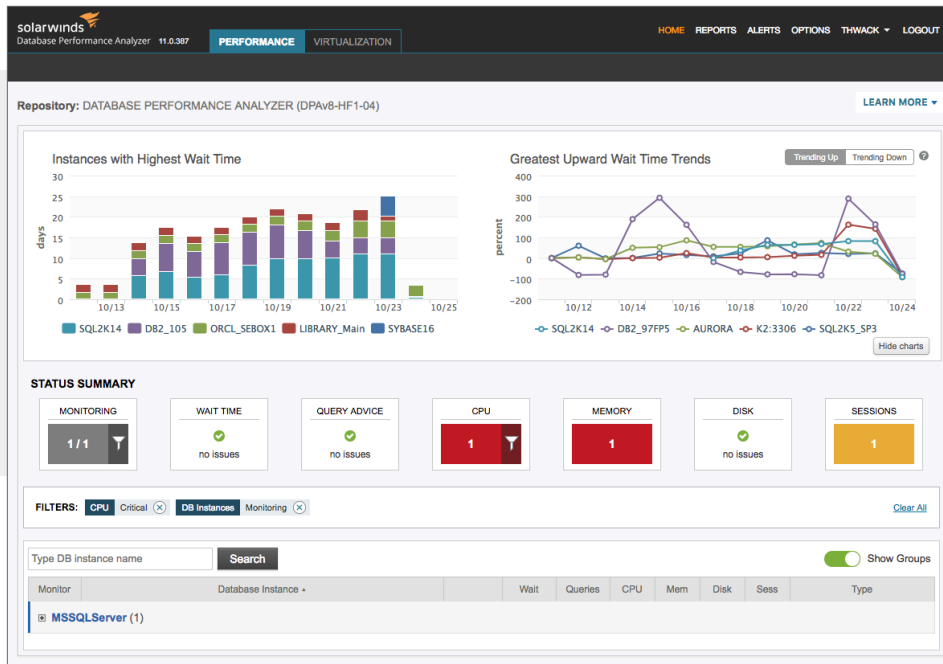 solarwinds
Database Performance Analyzer 11.0.387
PERFORMANCE VIRTUALIZATION
HOME REPORTS ALERTS OPTIONS THWACK LOGOUT
Repository: DATABASE PERFORMANCE ANALYZER (DPAv8-HF1-04)
LEARN MORE
Instances with Highest Wait Time
30
25
20
15
10
5
0
days
10/13 10/15 10/17 10/19 10/21 10/23 10/25
SQL2K14 DB2_105 ORCL_SEBOX1 LIBRARY_Main SYBASE16
Greatest Upward Wait Time Trends
Trending Up Trending Down ?
400
300
200
100
0
-100
-200
percent
10/12 10/14 10/16 10/18 10/20 10/22 10/24
SQL2K14 DB2_97FP5 AURORA K2:3306 SQL2K5_SP3
Hide charts
STATUS SUMMARY
MONITORING
1 / 1
WAIT TIME
no issues
QUERY ADVICE
no issues
CPU
1
MEMORY
1
DISK
no issues
SESSIONS
1
FILTERS: CPU Critical DB Instances Monitoring Clear All
Type DB instance name Search Show Groups
Monitor Database Instance Wait Queries CPU Mem Disk Sess Type
MSSQLServer (1)